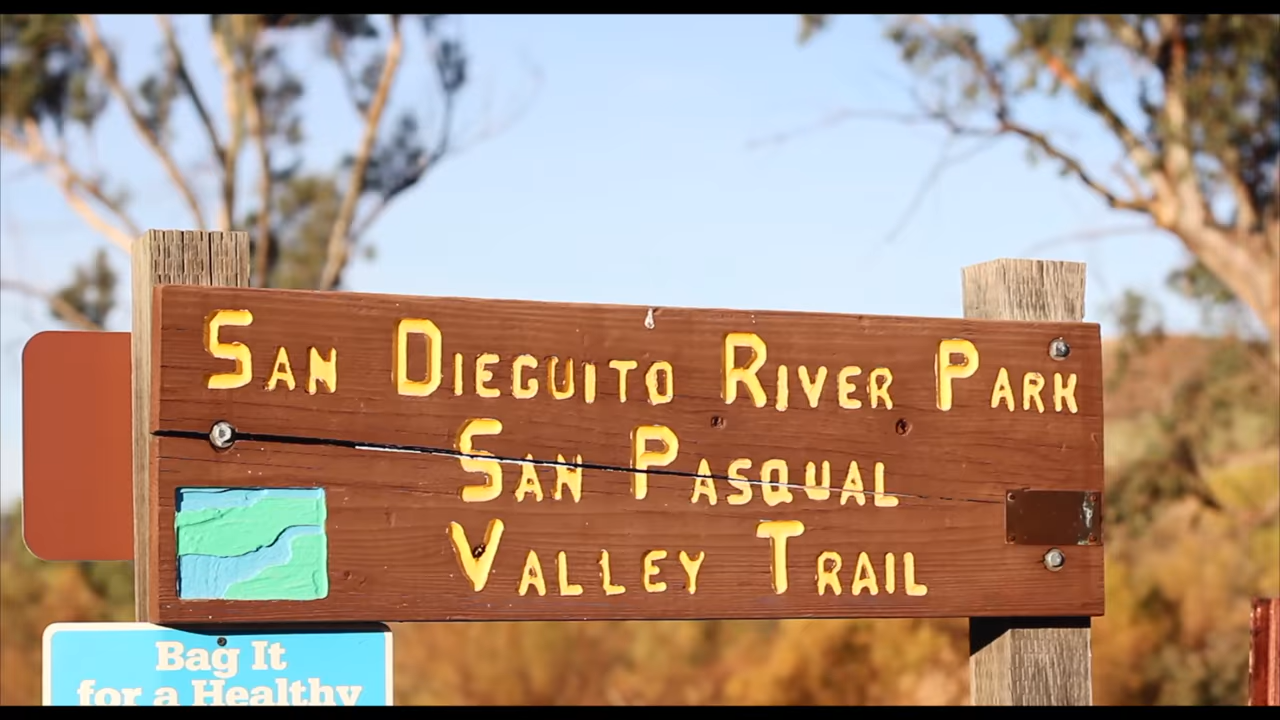 San Dieguito River Park
San Pasqual
Valley Trail
Bag It
for a Healthy